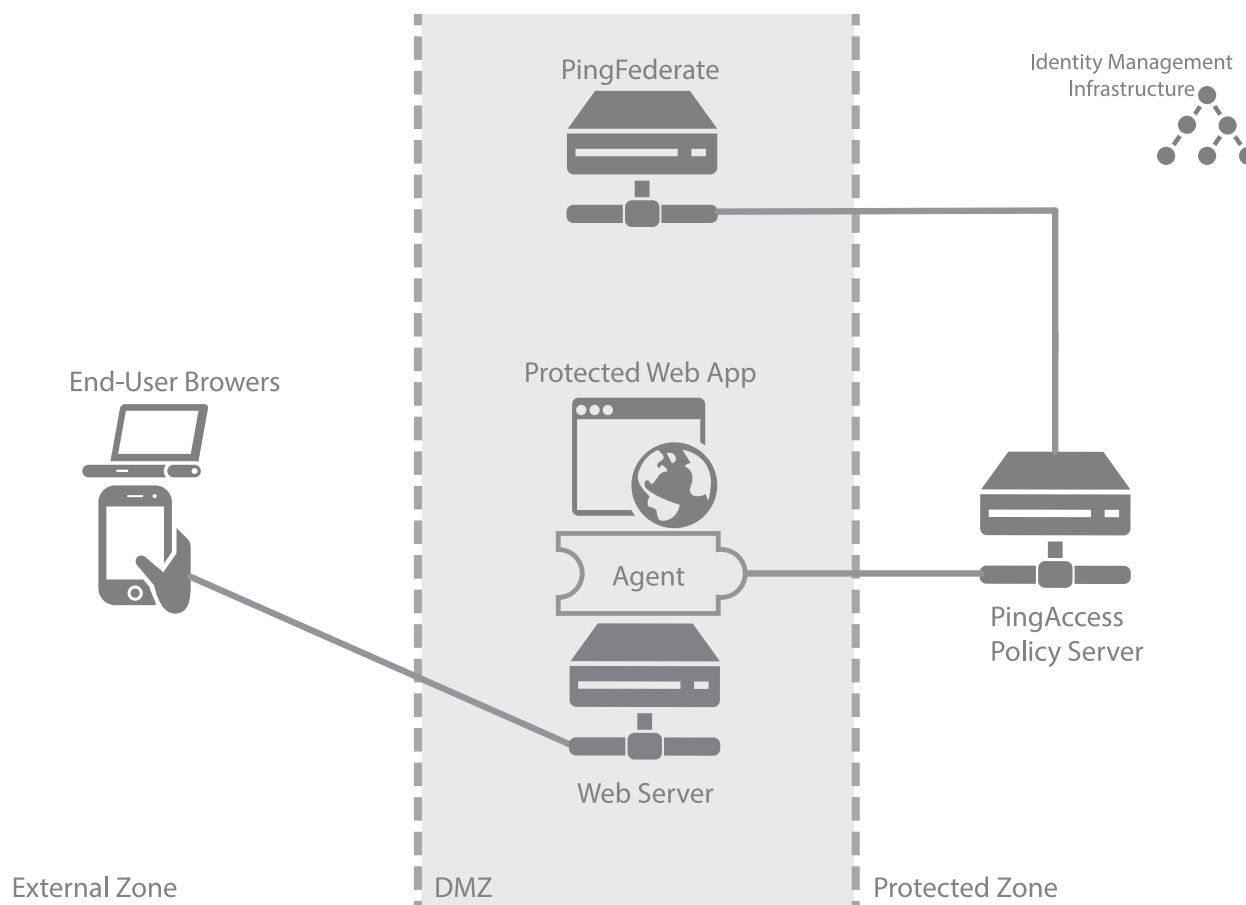 PingFederate
Identity Management
Infrastructure
End-User Browers
Protected Web App
Agent
PingAccess
Policy Server
Web Server
External Zone
DMZ
Protected Zone